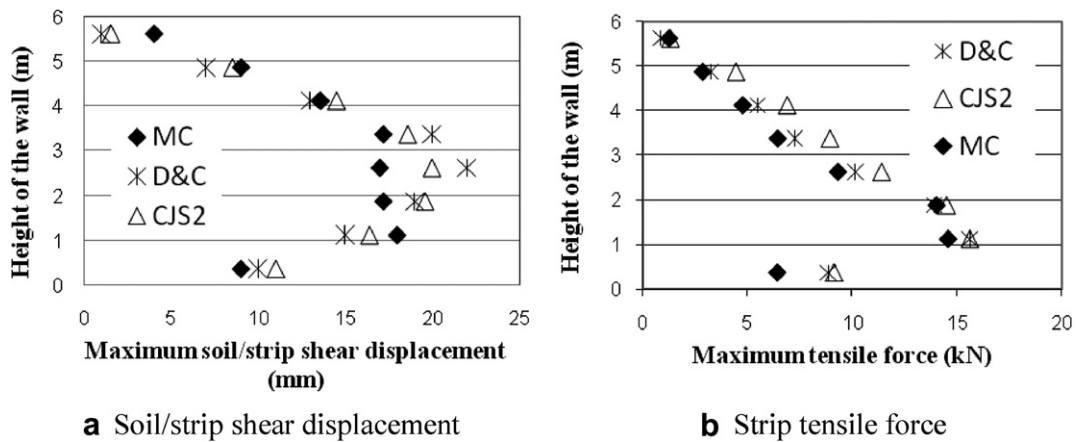 6
5
4
3
2
1
0
Height of the wall (m)
MC
D&C
CJS2
0 5 10 15 20 25
Maximum soil/strip shear displacement
(mm)
a Soil/strip shear displacement
6
5
4
3
2
1
0
Height of the wall (m)
D&C
CJS2
MC
0 5 10 15 20
Maximum tensile force (kN)
b Strip tensile force